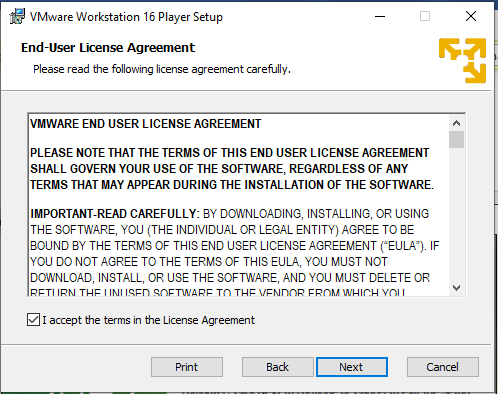 VMware Workstation 16 Player Setup
End-User License Agreement
Please read the following license agreement carefully.
VMWARE END USER LICENSE AGREEMENT
PLEASE NOTE THAT THE TERMS OF THIS END USER LICENSE AGREEMENT
SHALL GOVERN YOUR USE OF THE SOFTWARE, REGARDLESS OF ANY
TERMS THAT MAY APPEAR DURING THE INSTALLATION OF THE SOFTWARE.
IMPORTANT-READ CAREFULLY: BY DOWNLOADING, INSTALLING, OR USING
THE SOFTWARE, YOU (THE INDIVIDUAL OR LEGAL ENTITY) AGREE TO BE
BOUND BY THE TERMS OF THIS END USER LICENSE AGREEMENT (“EULA”). IF
YOU DO NOT AGREE TO THE TERMS OF THIS EULA, YOU MUST NOT
DOWNLOAD, INSTALL, OR USE THE SOFTWARE, AND YOU MUST DELETE OR
RETURN THE UNUSED SOFTWARE TO THE VENDOR FROM WHICH YOU
I accept the terms in the License Agreement
Print
Back
Next
Cancel